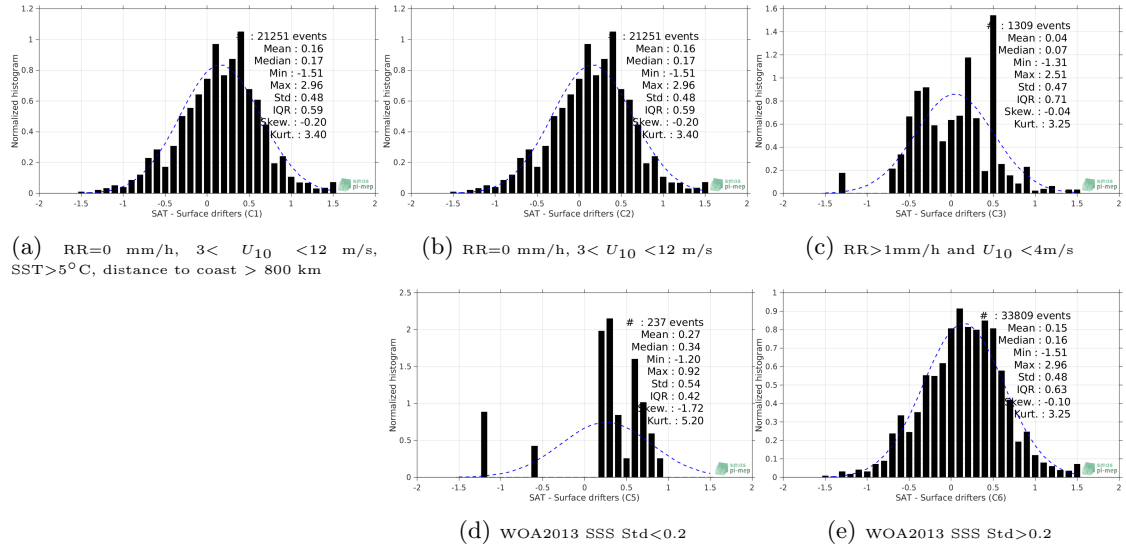 1.2
1
0.8
0.6
0.4
0.2
0
Normalized histogram
: 21251 events
Mean : 0.16
Median : 0.17
Min : -1.51
Max : 2.96
Std : 0.48
IQR : 0.59
Skew. : -0.20
Kurt. : 3.40
smos
pi-mep
-2 -1.5 -1 -0.5 0 0.5 1 1.5 2
SAT - Surface drifters (C1)
(a) RR=0 mm/h, 3< U10 <12 m/s,
SST>5°C, distance to coast > 800 km
1.2
1
0.8
0.6
0.4
0.2
0
Normalized histogram
: 21251 events
Mean : 0.16
Median : 0.17
Min : -1.51
Max : 2.96
Std : 0.48
IQR : 0.59
Skew. : -0.20
Kurt. : 3.40
smos
pi-mep
-2 -1.5 -1 -0.5 0 0.5 1 1.5 2
SAT - Surface drifters (C2)
(b) RR=0 mm/h, 3< U10 <12 m/s
1.6
1.4
1.2
1
0.8
0.6
0.4
0.2
0
Normalized histogram
# : 1309 events
Mean : 0.04
Median : 0.07
Min : -1.31
Max : 2.51
Std : 0.47
IQR : 0.71
Skew. : -0.04
Kurt. : 3.25
smos
pi-mep
-2 -1.5 -1 -0.5 0 0.5 1 1.5 2
SAT - Surface drifters (C3)
(c) RR>1mm/h and U10 <4m/s
2.5
2
1.5
1
0.5
0
Normalized histogram
# : 237 events
Mean : 0.27
Median : 0.34
Min : -1.20
Max : 0.92
Std : 0.54
IQR : 0.42
Skew. : -1.72
Kurt. : 5.20
smos
pi-mep
-2 -1.5 -1 -0.5 0 0.5 1 1.5 2
SAT - Surface drifters (C5)
(d) WOA2013 SSS Std<0.2
1
0.9
0.8
0.7
0.6
0.5
0.4
0.3
0.2
0.1
0
Normalized histogram
# : 33809 events
Mean : 0.15
Median : 0.16
Min : -1.51
Max : 2.96
Std : 0.48
IQR : 0.63
Skew. : -0.10
Kurt. : 3.25
smos
pi-mep
-2 -1.5 -1 -0.5 0 0.5 1 1.5 2
SAT - Surface drifters (C6)
(e) WOA2013 SSS Std>0.2